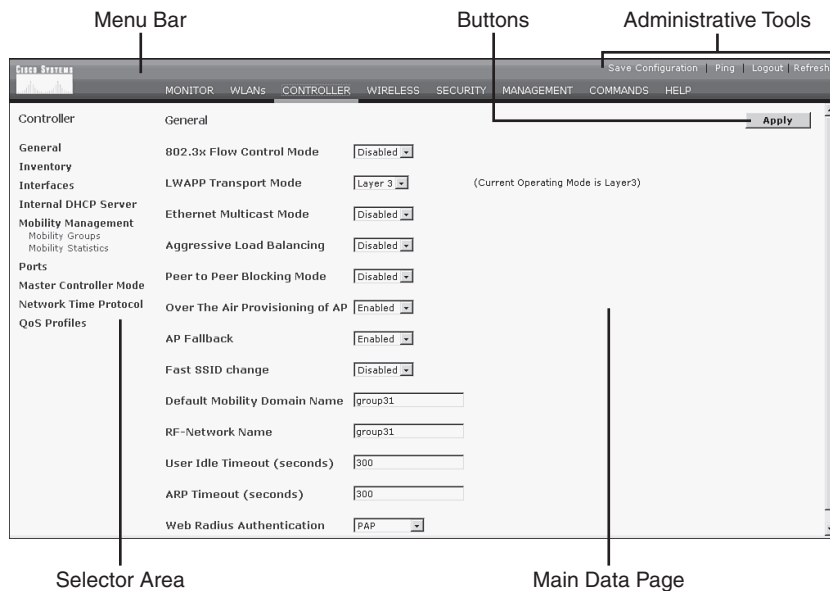 Menu Bar Buttons Administrative Tools
CISCO SYSTEMS
Save Configuration | Ping | Logout | Refresh
MONITOR WLANs CONTROLLER WIRELESS SECURITY MANAGEMENT COMMANDS HELP
Controller
General
Inventory
Interfaces
Internal DHCP Server
Mobility Management
Mobility Groups
Mobility Statistics
Ports
Master Controller Mode
Network Time Protocol
QoS Profiles
General
Apply
802.3x Flow Control Mode Disabled
LWAPP Transport Mode Layer 3 (Current Operating Mode is Layer3)
Ethernet Multicast Mode Disabled
Aggressive Load Balancing Disabled
Peer to Peer Blocking Mode Disabled
Over The Air Provisioning of AP Enabled
AP Fallback Enabled
Fast SSID change Disabled
Default Mobility Domain Name group31
RF-Network Name group31
User Idle Timeout (seconds) 300
ARP Timeout (seconds) 300
Web Radius Authentication PAP
Selector Area Main Data Page